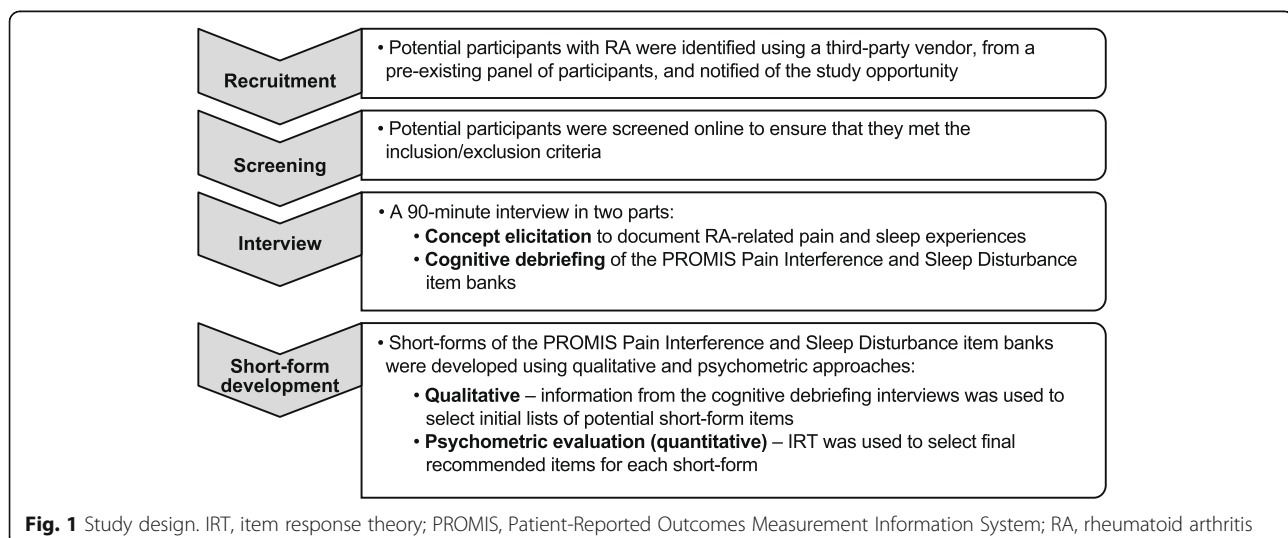 Recruitment
• Potential participants with RA were identified using a third-party vendor, from a
pre-existing panel of participants, and notified of the study opportunity
Screening
• Potential participants were screened online to ensure that they met the
inclusion/exclusion criteria
Interview
• A 90-minute interview in two parts:
• Concept elicitation to document RA-related pain and sleep experiences
• Cognitive debriefing of the PROMIS Pain Interference and Sleep Disturbance
item banks
Short-form
development
• Short-forms of the PROMIS Pain Interference and Sleep Disturbance item banks
were developed using qualitative and psychometric approaches:
• Qualitative – information from the cognitive debriefing interviews was used to
select initial lists of potential short-form items
• Psychometric evaluation (quantitative) – IRT was used to select final
recommended items for each short-form
Fig. 1 Study design. IRT, item response theory; PROMIS, Patient-Reported Outcomes Measurement Information System; RA, rheumatoid arthritis